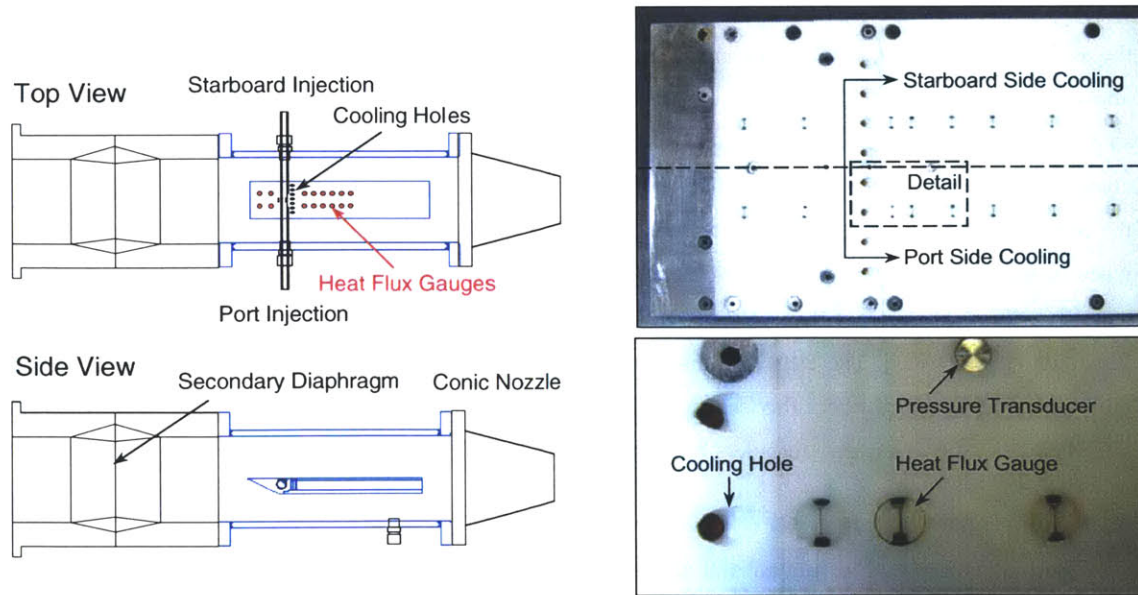 Top View
Starboard Injection
Cooling Holes
Heat Flux Gauges
Port Injection
Side View
Secondary Diaphragm
Conic Nozzle
Starboard Side Cooling
Detail
Port Side Cooling
Pressure Transducer
Cooling Hole
Heat Flux Gauge